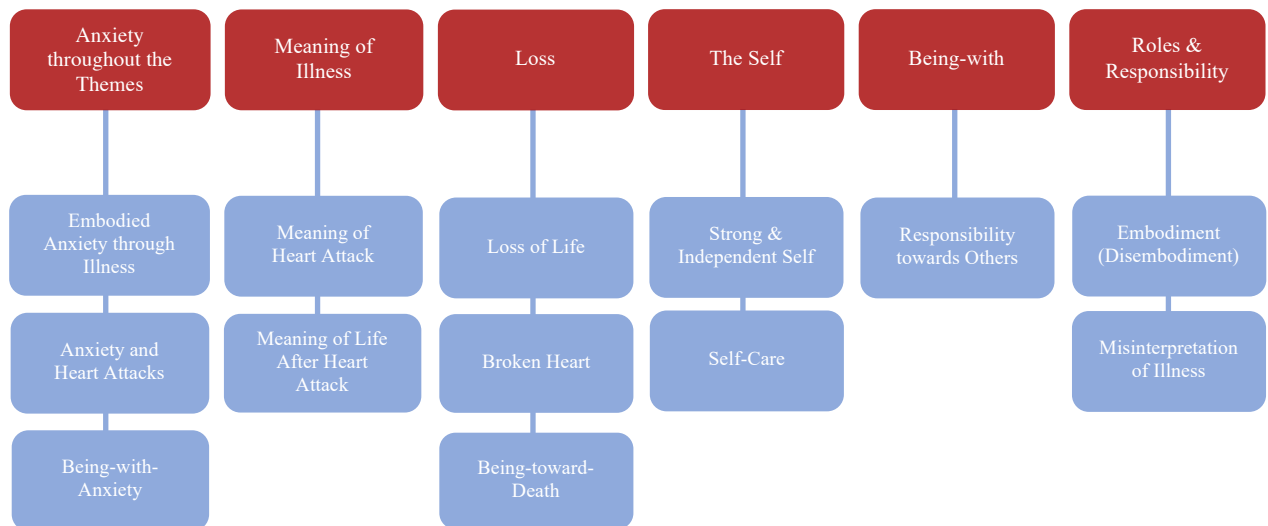 Anxiety
throughout the
Themes
Embodied
Anxiety through
Illness
Anxiety and
Heart Attacks
Being-with-
Anxiety
Meaning of
Illness
Meaning of
Heart Attack
Meaning of Life
After Heart
Attack
Loss
Loss of Life
Broken Heart
Being-toward-
Death
The Self
Strong &
Independent Self
Self-Care
Being-with
Responsibility
towards Others
Roles &
Responsibility
Embodiment
(Disembodiment)
Misinterpretation
of Illness